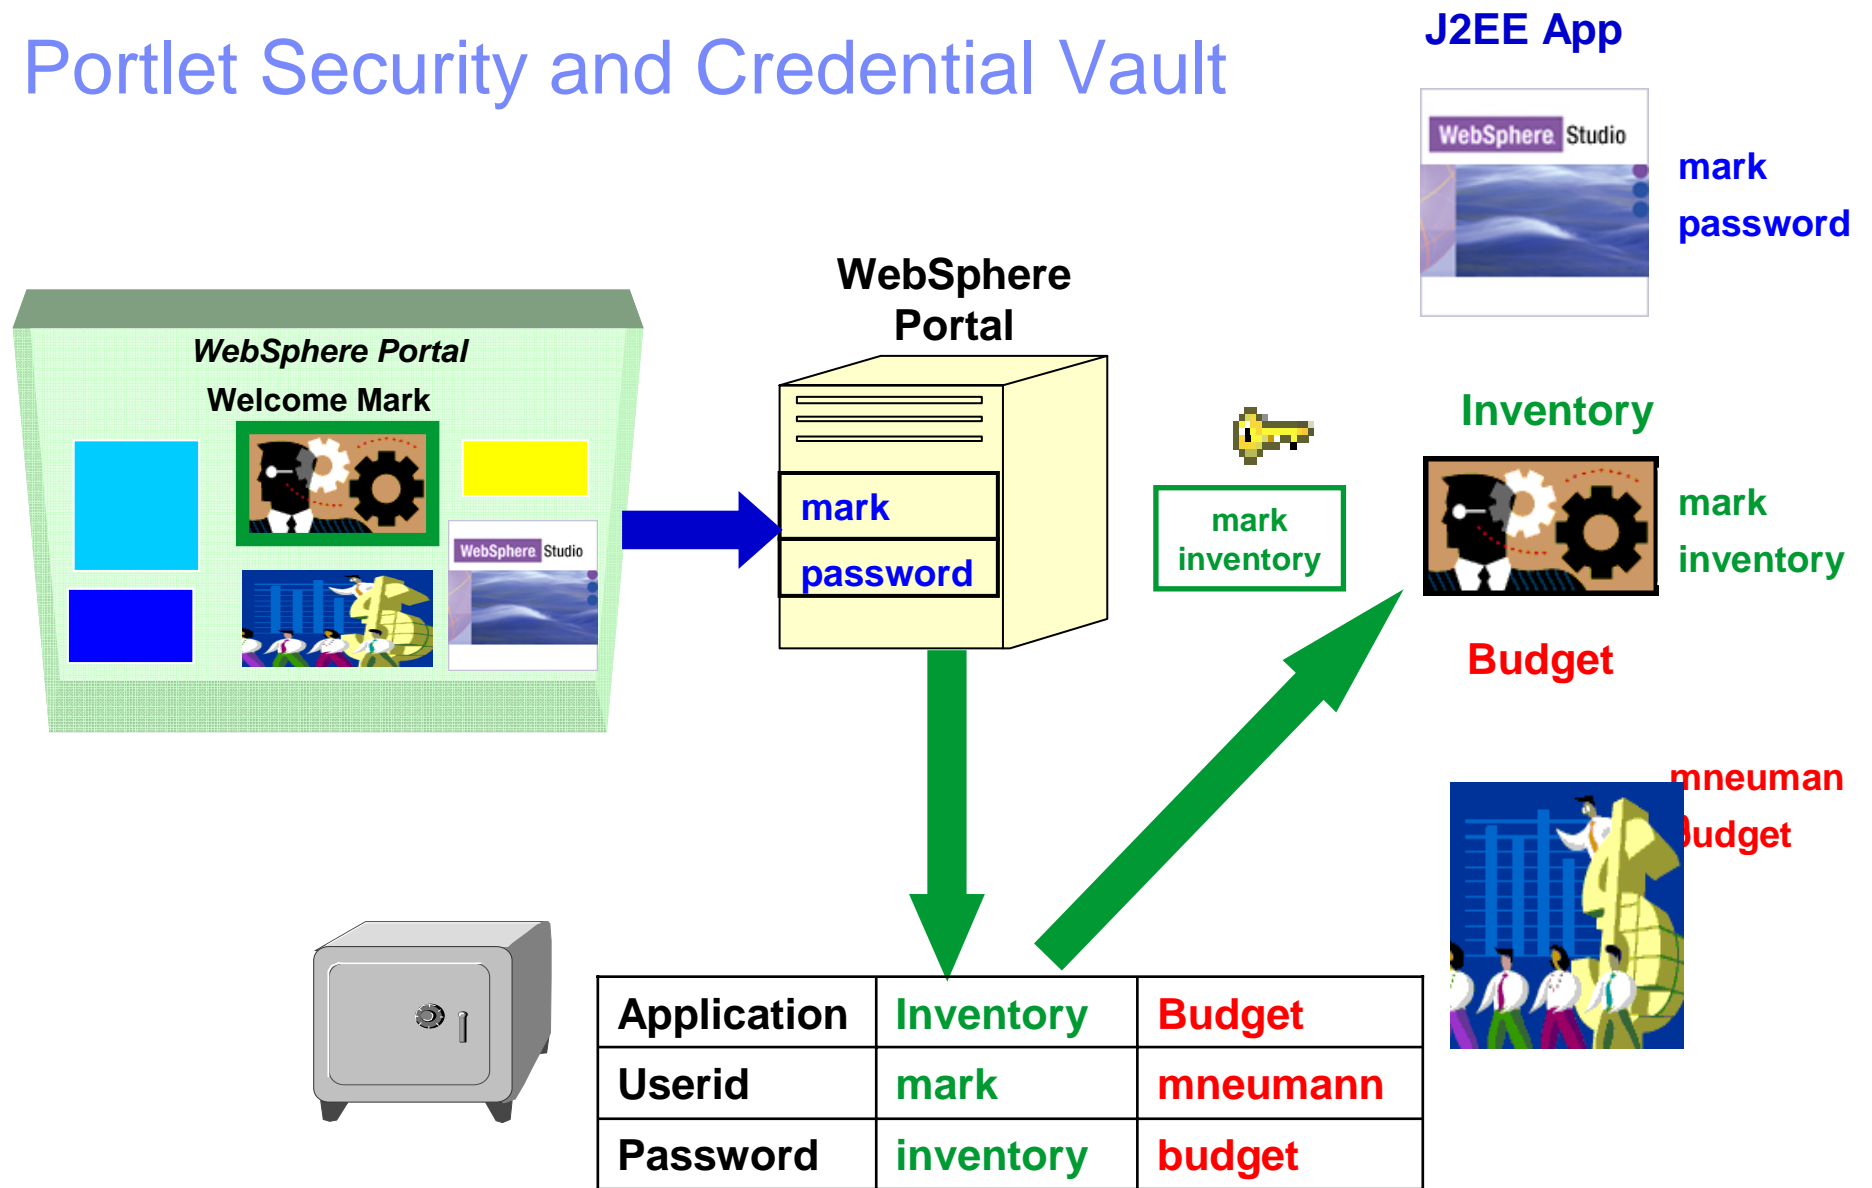 Portlet Security and Credential Vault
J2EE App
WebSphere Studio
mark
password
WebSphere
Portal
WebSphere Portal
Welcome Mark
WebSphere Studio
mark
password
mark
inventory
Inventory
mark
inventory
Budget
mneuman
Budget
Application Inventory Budget
Userid mark mneumann
Password inventory budget